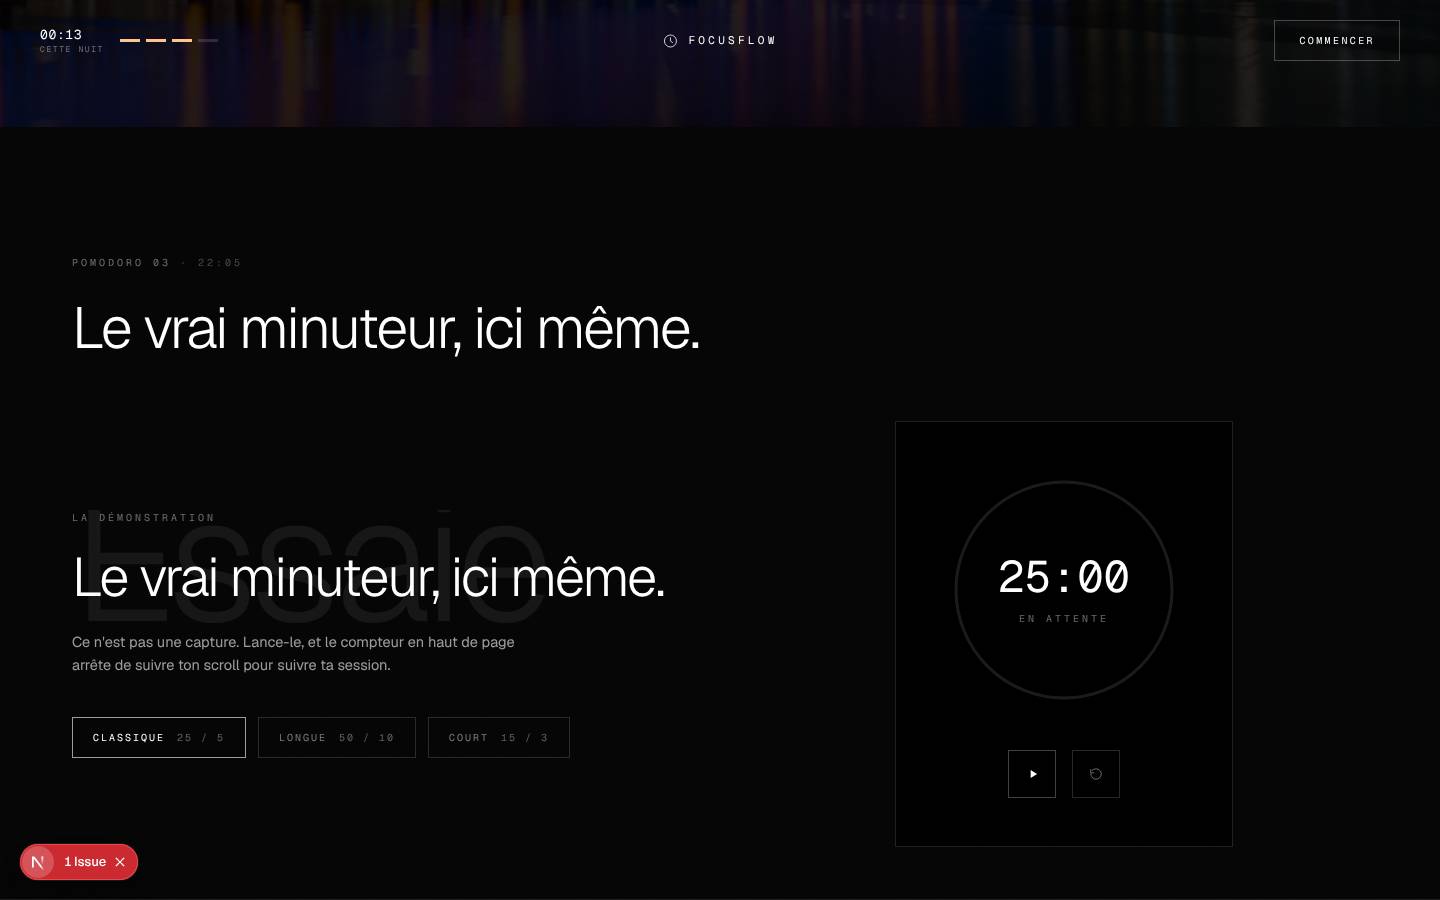 00:13
CETTE NUIT
FOCUSFLOW
COMMENCER
POMODORO 03 · 22:05
Le vrai minuteur, ici même.
LA DÉMONSTRATION
Essaie
Le vrai minuteur, ici même.
Ce n'est pas une capture. Lance-le, et le compteur en haut de page
arrête de suivre ton scroll pour suivre ta session.
CLASSIQUE 25 / 5
LONGUE 50 / 10
COURT 15 / 3
25:00
EN ATTENTE
N
1 Issue